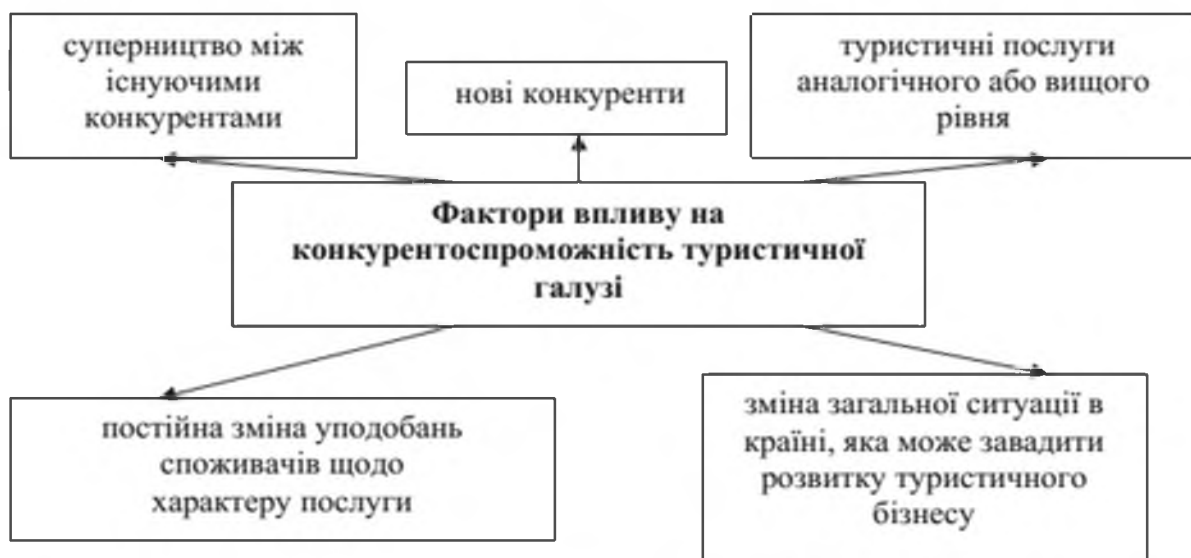 суперництво між
існуючими
конкурентами
нові конкуренти
туристичні послуги
аналогічного або вищого
рівня
Фактори впливу на
конкурентоспроможність туристичної
галузі
постійна зміна уподобань
споживачів щодо
характеру послуги
зміна загальної ситуації в
країні, яка може завадити
розвитку туристичного
бізнесу